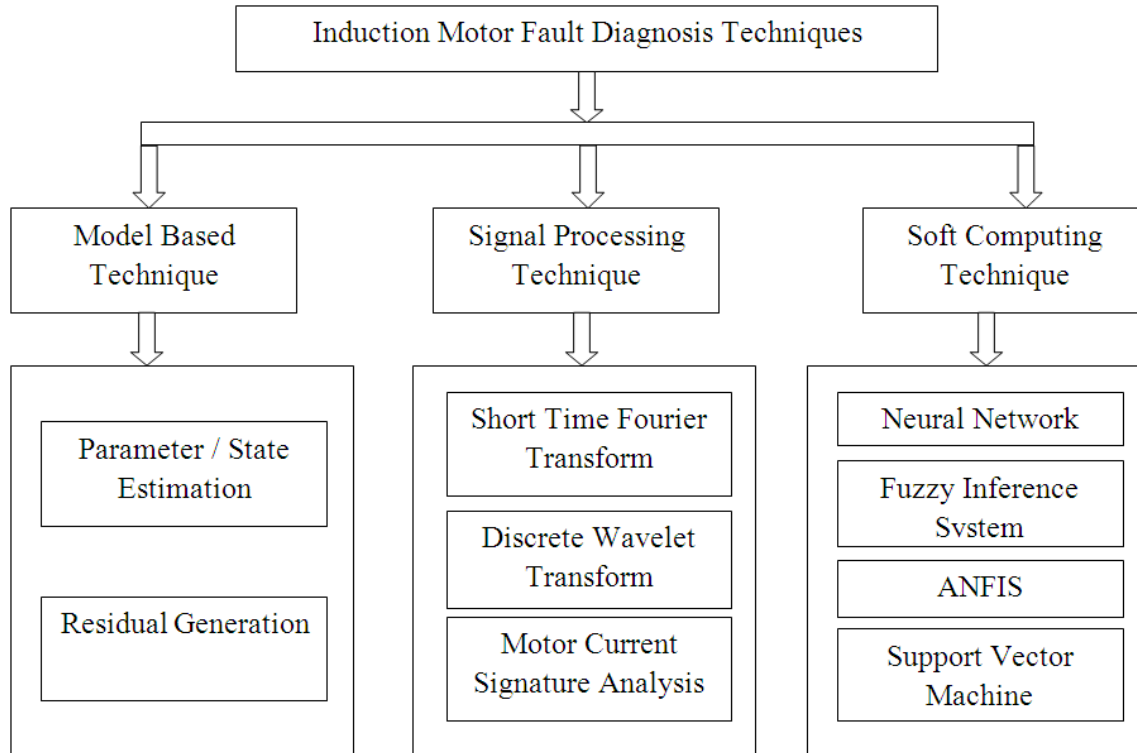 Induction Motor Fault Diagnosis Techniques
Model Based
Technique
Signal Processing
Technique
Soft Computing
Technique
Parameter / State
Estimation
Residual Generation
Short Time Fourier
Transform
Discrete Wavelet
Transform
Motor Current
Signature Analysis
Neural Network
Fuzzy Inference
System
ANFIS
Support Vector
Machine